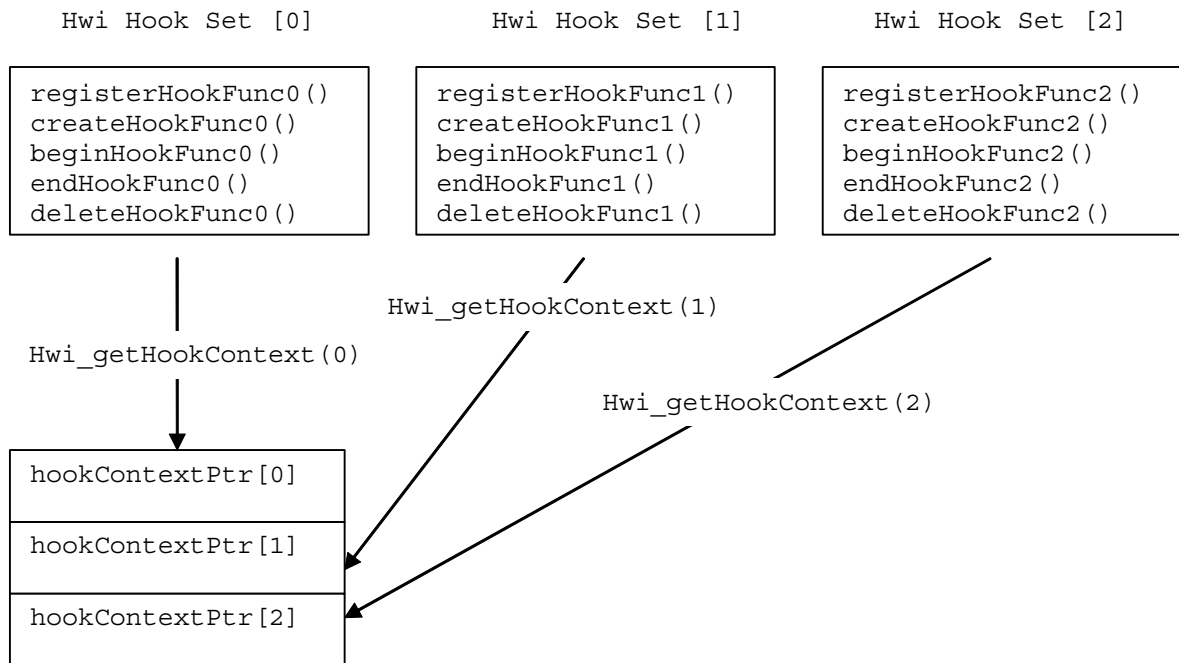 Hwi Hook Set [0]
Hwi Hook Set [1]
Hwi Hook Set [2]
registerHookFunc0()
createHookFunc0()
beginHookFunc0()
endHookFunc0()
deleteHookFunc0()
registerHookFunc1()
createHookFunc1()
beginHookFunc1()
endHookFunc1()
deleteHookFunc1()
registerHookFunc2()
createHookFunc2()
beginHookFunc2()
endHookFunc2()
deleteHookFunc2()
Hwi_getHookContext(0)
Hwi_getHookContext(1)
Hwi_getHookContext(2)
hookContextPtr[0]
hookContextPtr[1]
hookContextPtr[2]